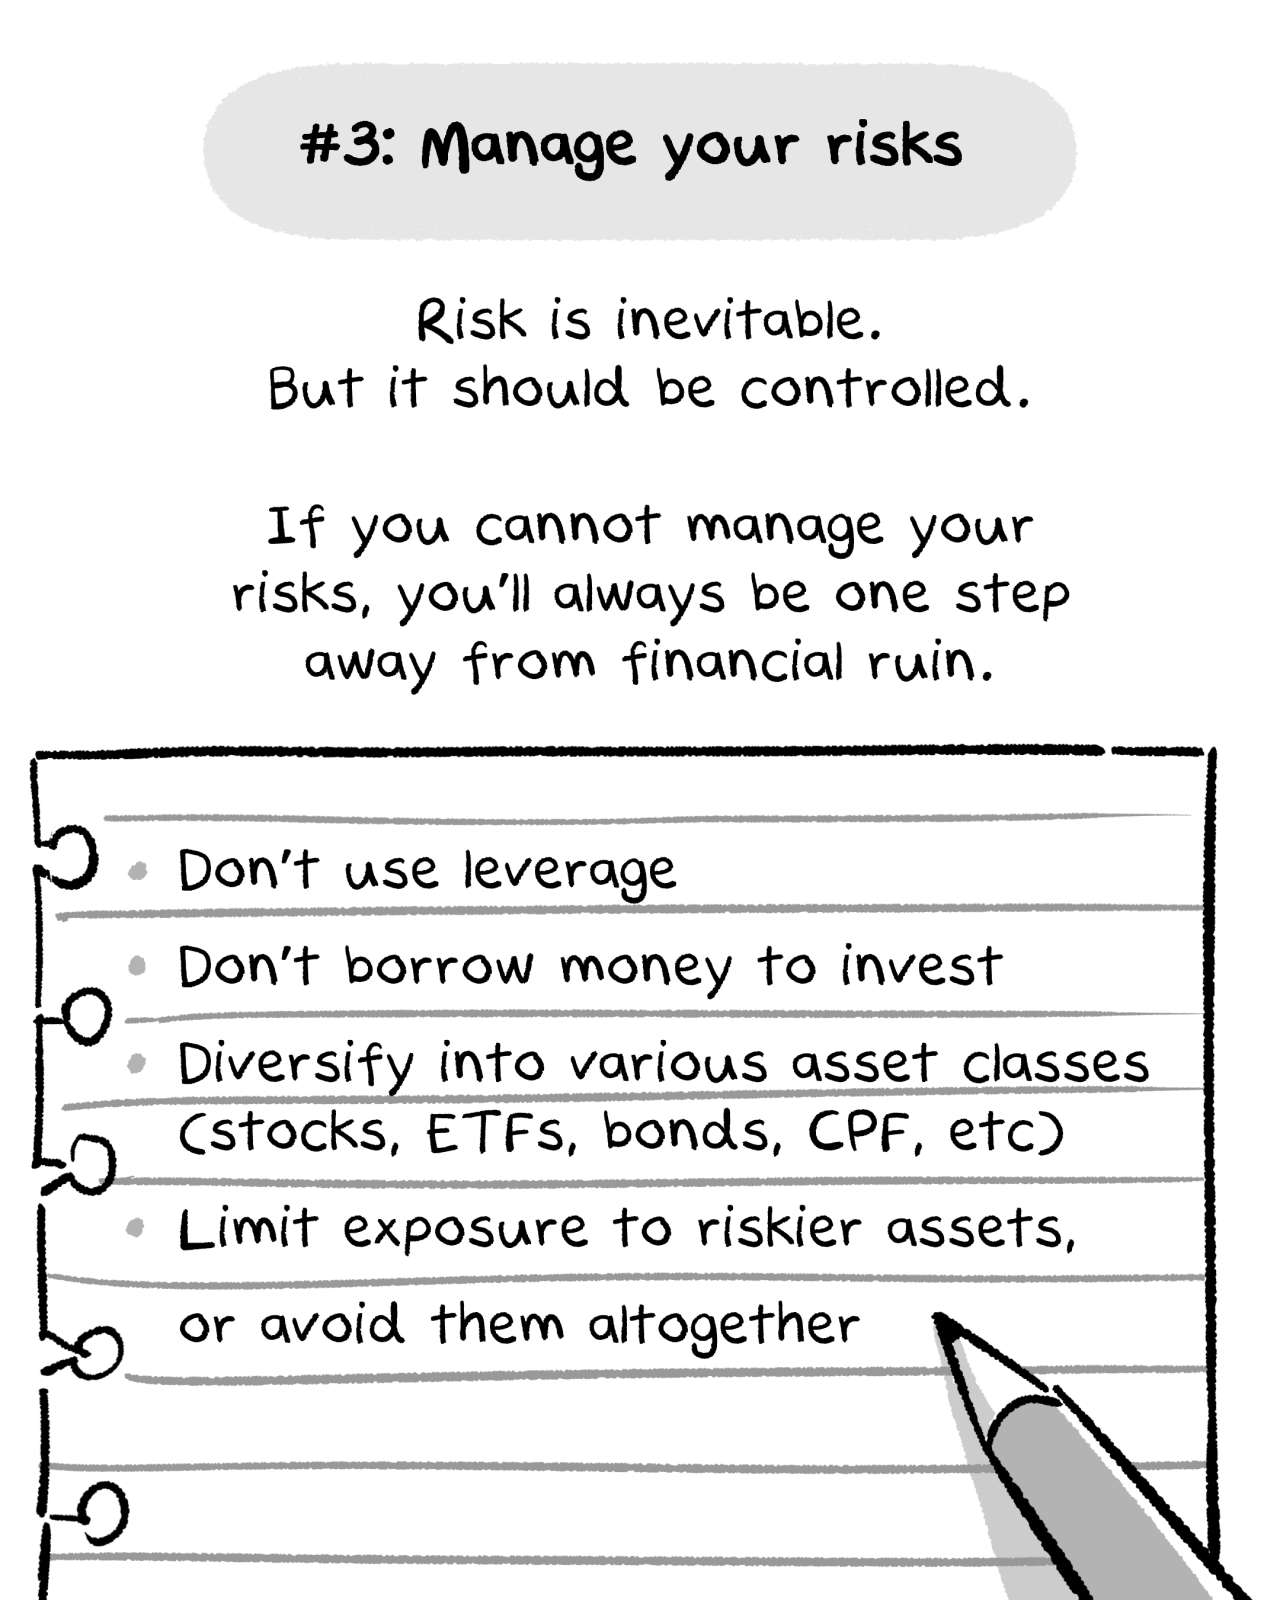 #3: Manage your risks
Risk is inevitable.
But it should be controlled.
If you cannot manage your
risks, you'll always be one step
away from financial ruin.
• Don't use leverage
• Don't borrow money to invest
• Diversify into various asset classes
(stocks, ETFs, bonds, CPF, etc)
• Limit exposure to riskier assets,
or avoid them altogether